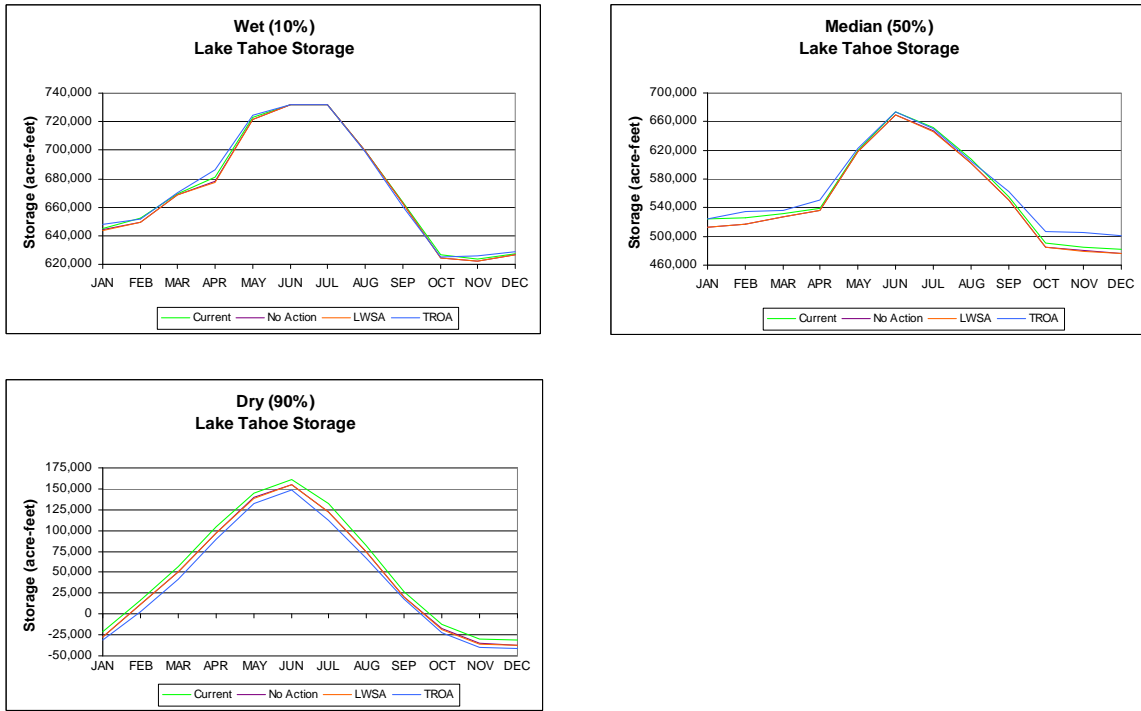 Wet (10%)
Lake Tahoe Storage
Storage (acre-feet)
740,000
720,000
700,000
680,000
660,000
640,000
620,000
JAN FEB MAR APR MAY JUN JUL AUG SEP OCT NOV DEC
Current No Action LWSA TROA
Median (50%)
Lake Tahoe Storage
Storage (acre-feet)
700,000
660,000
620,000
580,000
540,000
500,000
460,000
JAN FEB MAR APR MAY JUN JUL AUG SEP OCT NOV DEC
Current No Action LWSA TROA
Dry (90%)
Lake Tahoe Storage
Storage (acre-feet)
175,000
150,000
125,000
100,000
75,000
50,000
25,000
0
-25,000
-50,000
JAN FEB MAR APR MAY JUN JUL AUG SEP OCT NOV DEC
Current No Action LWSA TROA